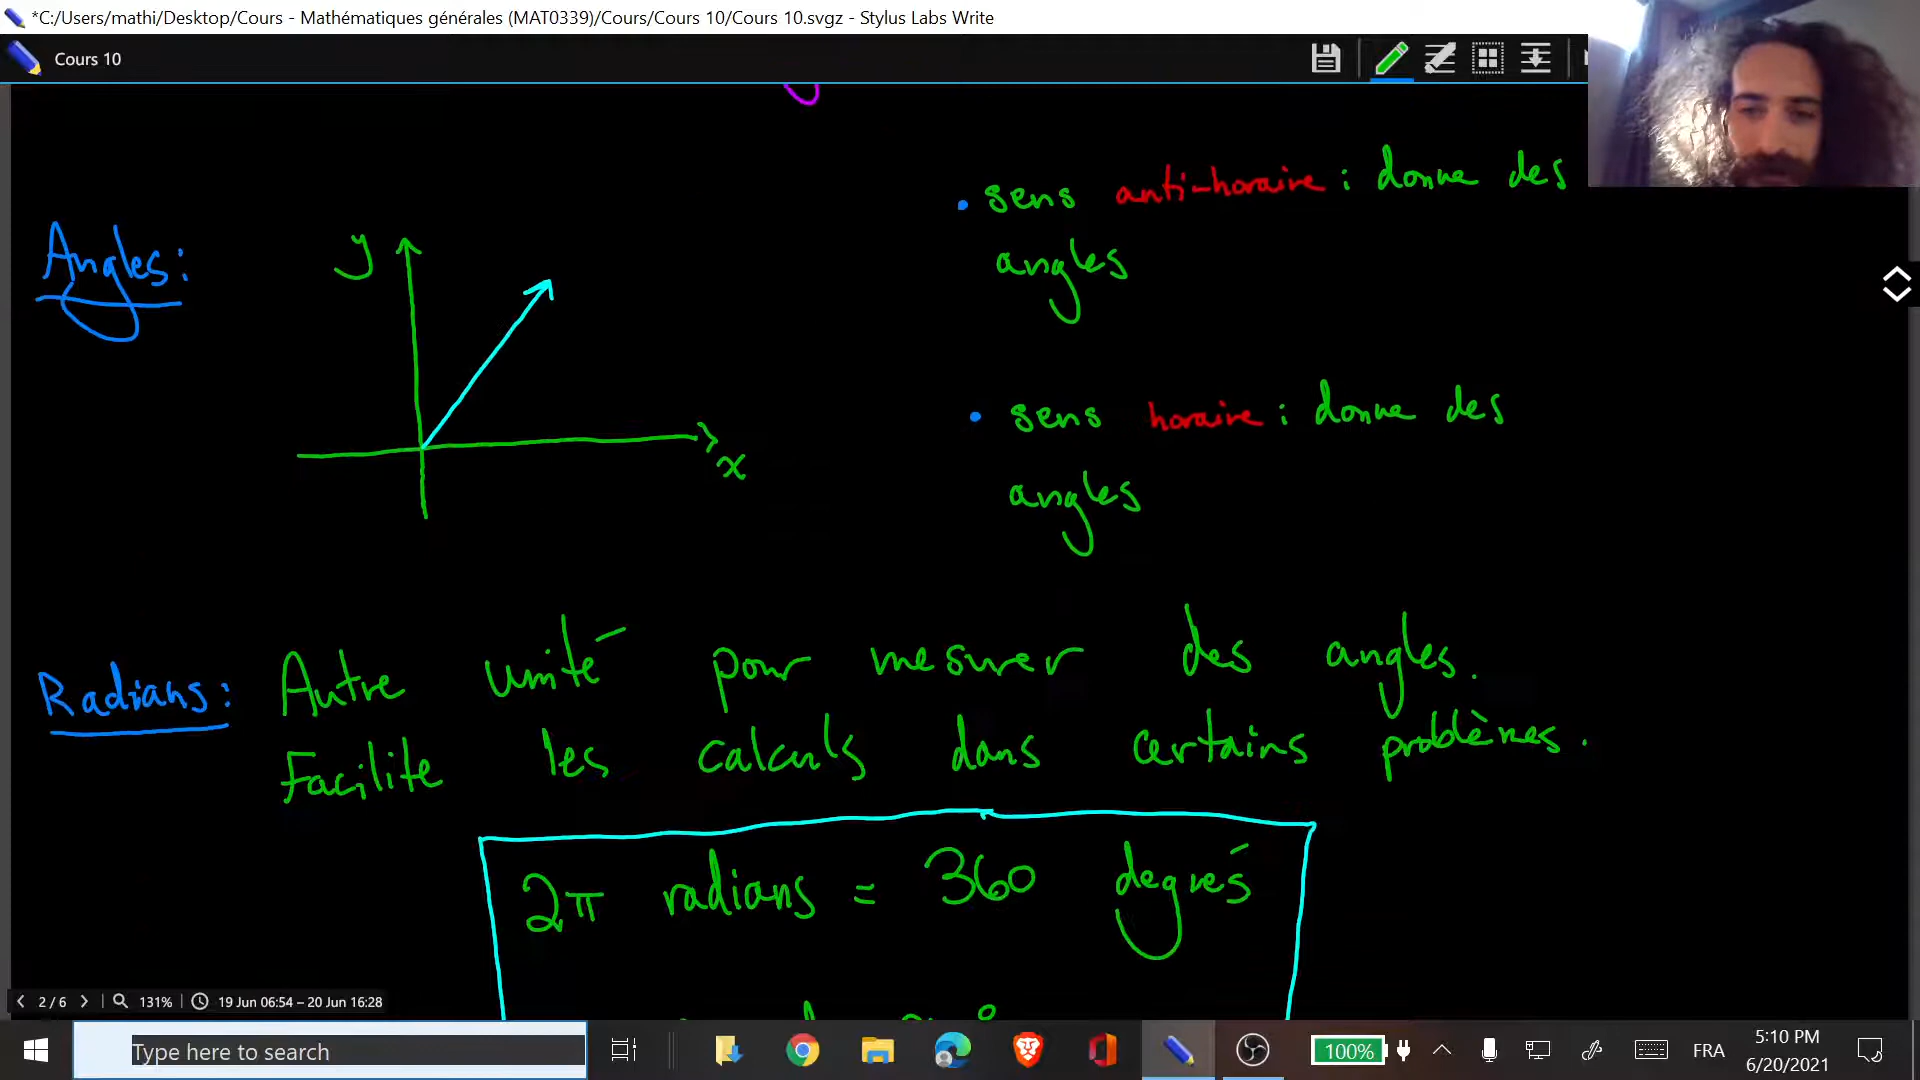 *C:/Users/mathi/Desktop/Cours - Mathématiques générales (MAT0339)/Cours/Cours 10/Cours 10.svgz - Stylus Labs Write
Cours 10
• sens anti-horaire : donne des
angles
Angles:
y
x
• sens horaire : donne des
angles
Radians: Autre unité pour mesurer des angles.
Facilite les calculs dans certains problèmes.
2π radians = 360 degrés
2/6 131% 19 Jun 06:54 – 20 Jun 16:28
Type here to search
100%
FRA
5:10 PM
6/20/2021